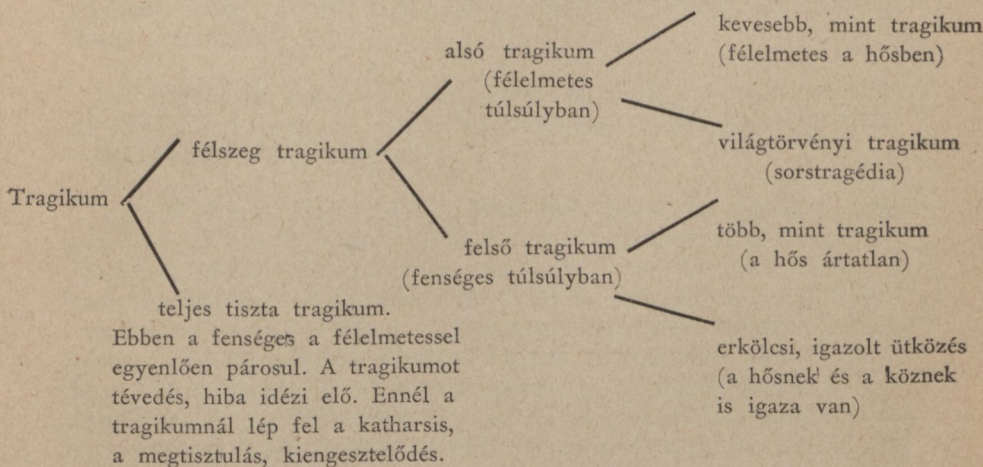 Tragikum
félszeg tragikum
alsó tragikum
(félelmetes
túlsúlyban)
kevesebb, mint tragikum
(félelmetes a hősben)
világtörvényi tragikum
(sorstragédia)
felső tragikum
(fenséges túlsúlyban)
több, mint tragikum
(a hős ártatlan)
erkölcsi, igazolt ütközés
(a hősnek és a köznek
is igaza van)
teljes tiszta tragikum.
Ebben a fenséges a félelmetessel
egyenlően párosul. A tragikumot
tévedés, hiba idézi elő. Ennél a
tragikumnál lép fel a katharsis,
a megtisztulás, kiengesztelődés.